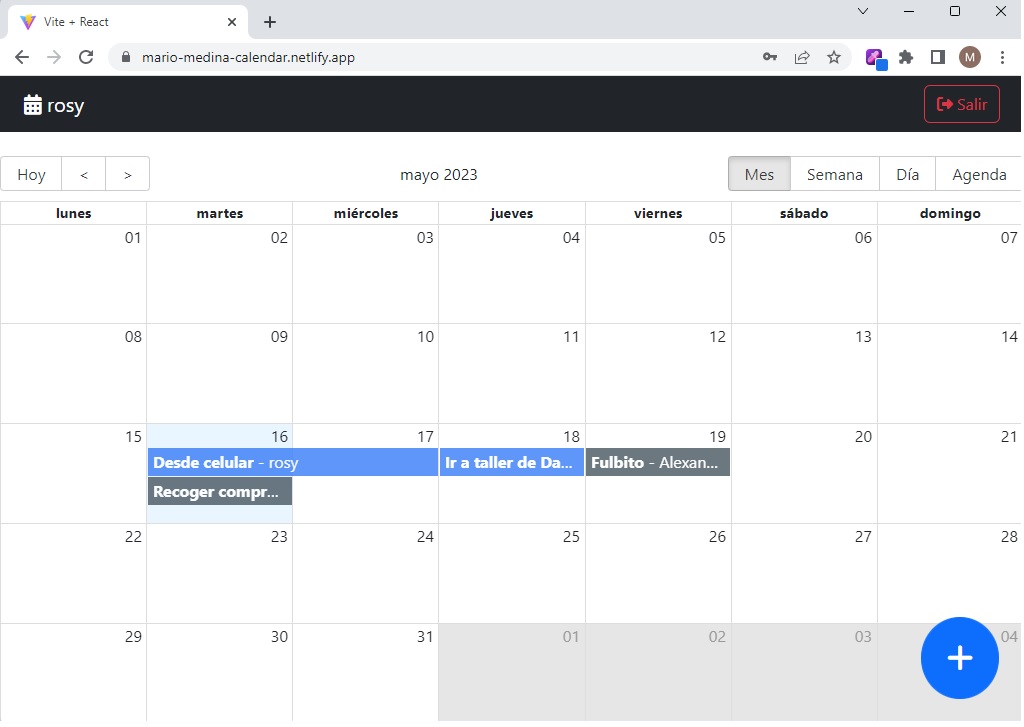 Vite + React
mario-medina-calendar.netlify.app
M
rosy
Salir
Hoy < > mayo 2023 Mes Semana Día Agenda
lunes martes miércoles jueves viernes sábado domingo
01 02 03 04 05 06 07
08 09 10 11 12 13 14
15 16 17 18 19 20 21
Desde celular - rosy Ir a taller de Da... Fulbito - Alexan...
Recoger compr...
22 23 24 25 26 27 28
29 30 31 01 02 03 04